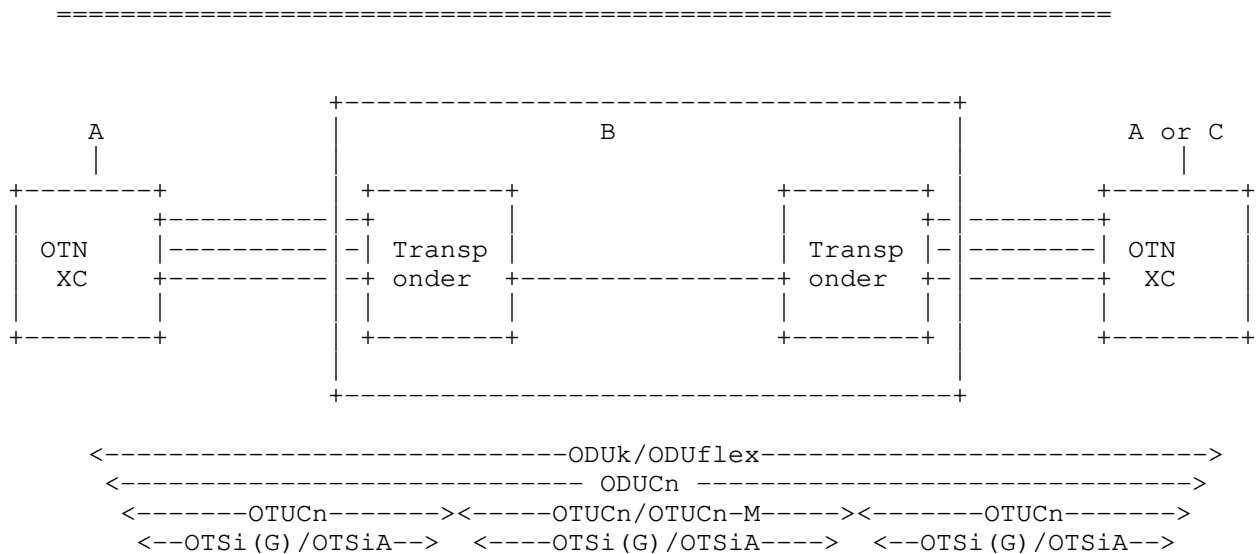 ==================================================================
+--------------------------------------+
A B A or C
OTN Transp Transp OTN
XC onder onder XC
<-----------------------------ODUk/ODUflex---------------------------->
<------------------------------ ODUCn ------------------------------->
<-------OTUCn-------><-----OTUCn/OTUCn-M-----><-------OTUCn------->
<--OTSi(G)/OTSiA--> <----OTSi(G)/OTSiA----> <--OTSi(G)/OTSiA-->